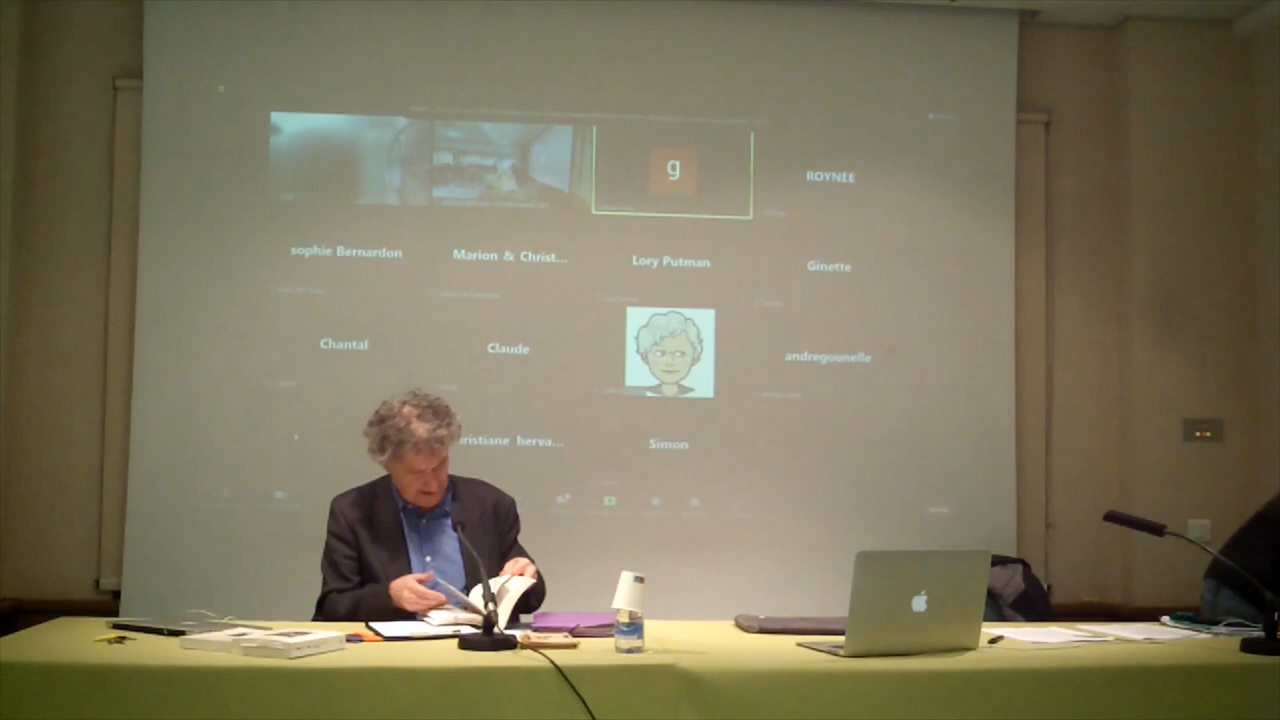 g
ROYNEE
sophie Bernardon
Marion & Christ...
Lory Putman
Ginette
Chantal
Claude
andregounelle
ristiane herva...
Simon